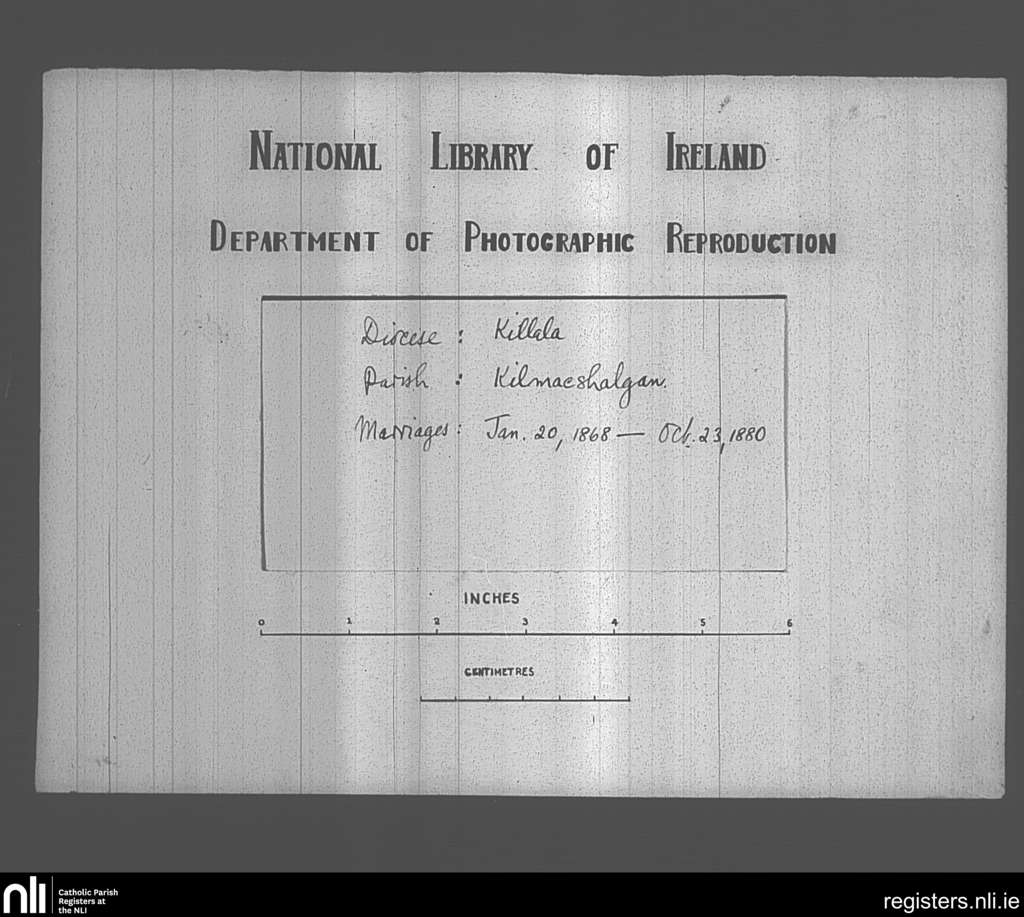 NATIONAL LIBRARY OF IRELAND
DEPARTMENT OF PHOTOGRAPHIC REPRODUCTION
Diocese : Killala
Parish : Kilmacshalgan.
Marriages : Jan. 20, 1868 — Oct. 23, 1880
INCHES
0 1 2 3 4 5 6
CENTIMETRES
nli
Catholic Parish
Registers at
the NLI
registers.nli.ie